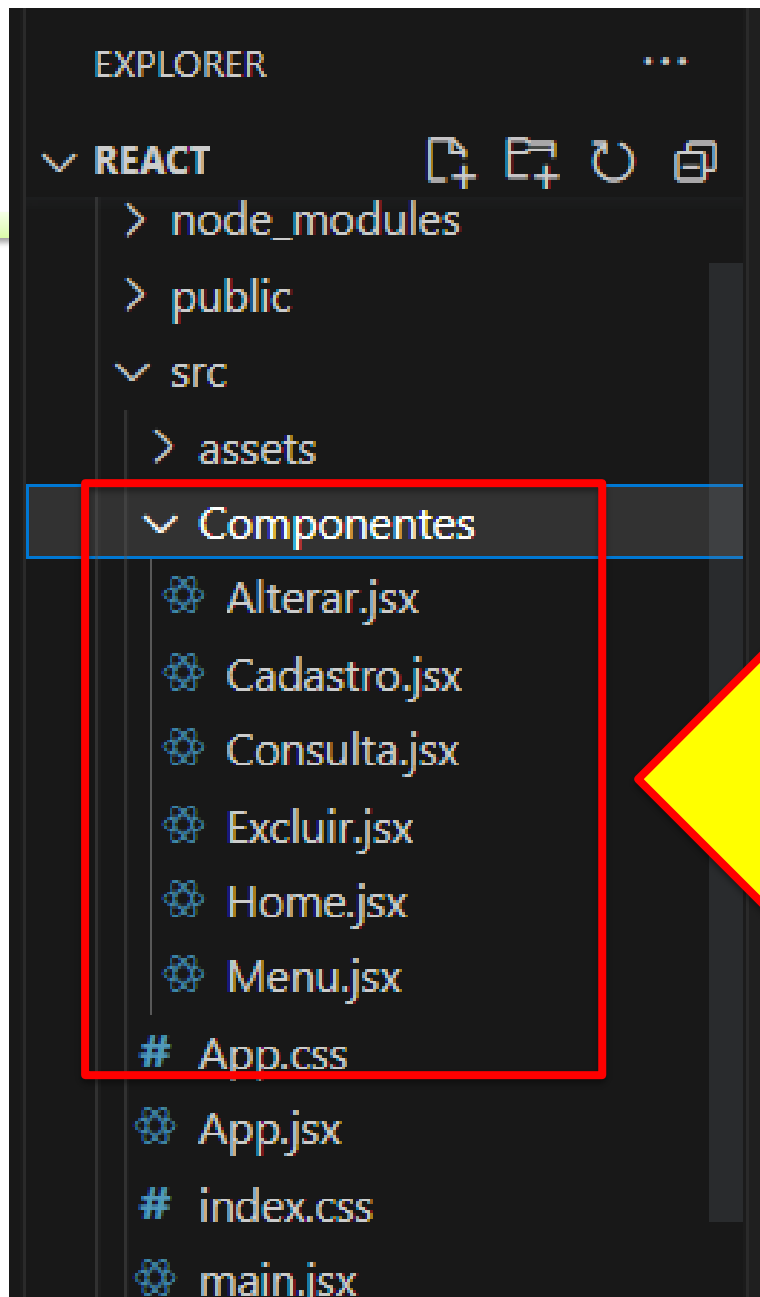 EXPLORER ...
REACT
node_modules
public
src
assets
Componentes
Alterar.jsx
Cadastro.jsx
Consulta.jsx
Excluir.jsx
Home.jsx
Menu.jsx
# App.css
App.jsx
# index.css
main.jsx